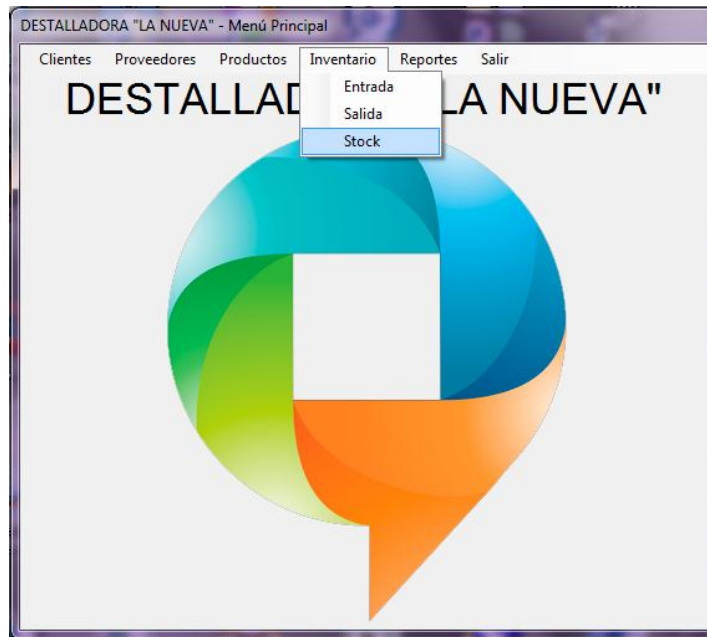 DESTALLADORA "LA NUEVA" - Menú Principal
Clientes Proveedores Productos Inventario Reportes Salir
DESTALLAD LA NUEVA"
Entrada
Salida
Stock